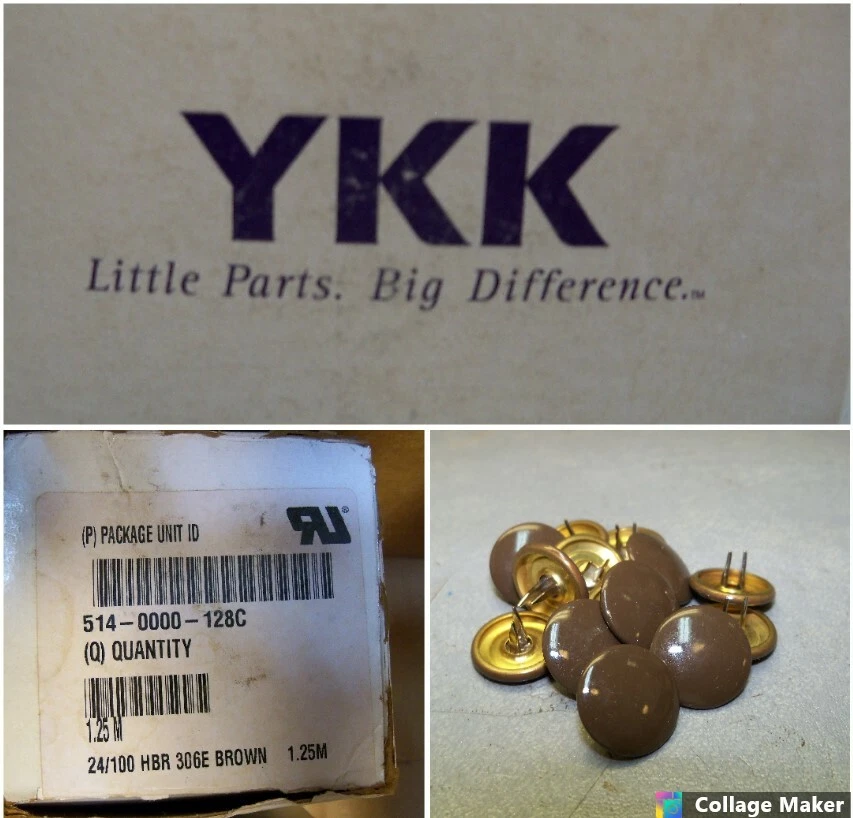 YKK
Little Parts. Big Difference.™
(P) PACKAGE UNIT ID
514-0000-128C
(Q) QUANTITY
1.25 M
24/100 HBR 306E BROWN 1.25M
Collage Maker